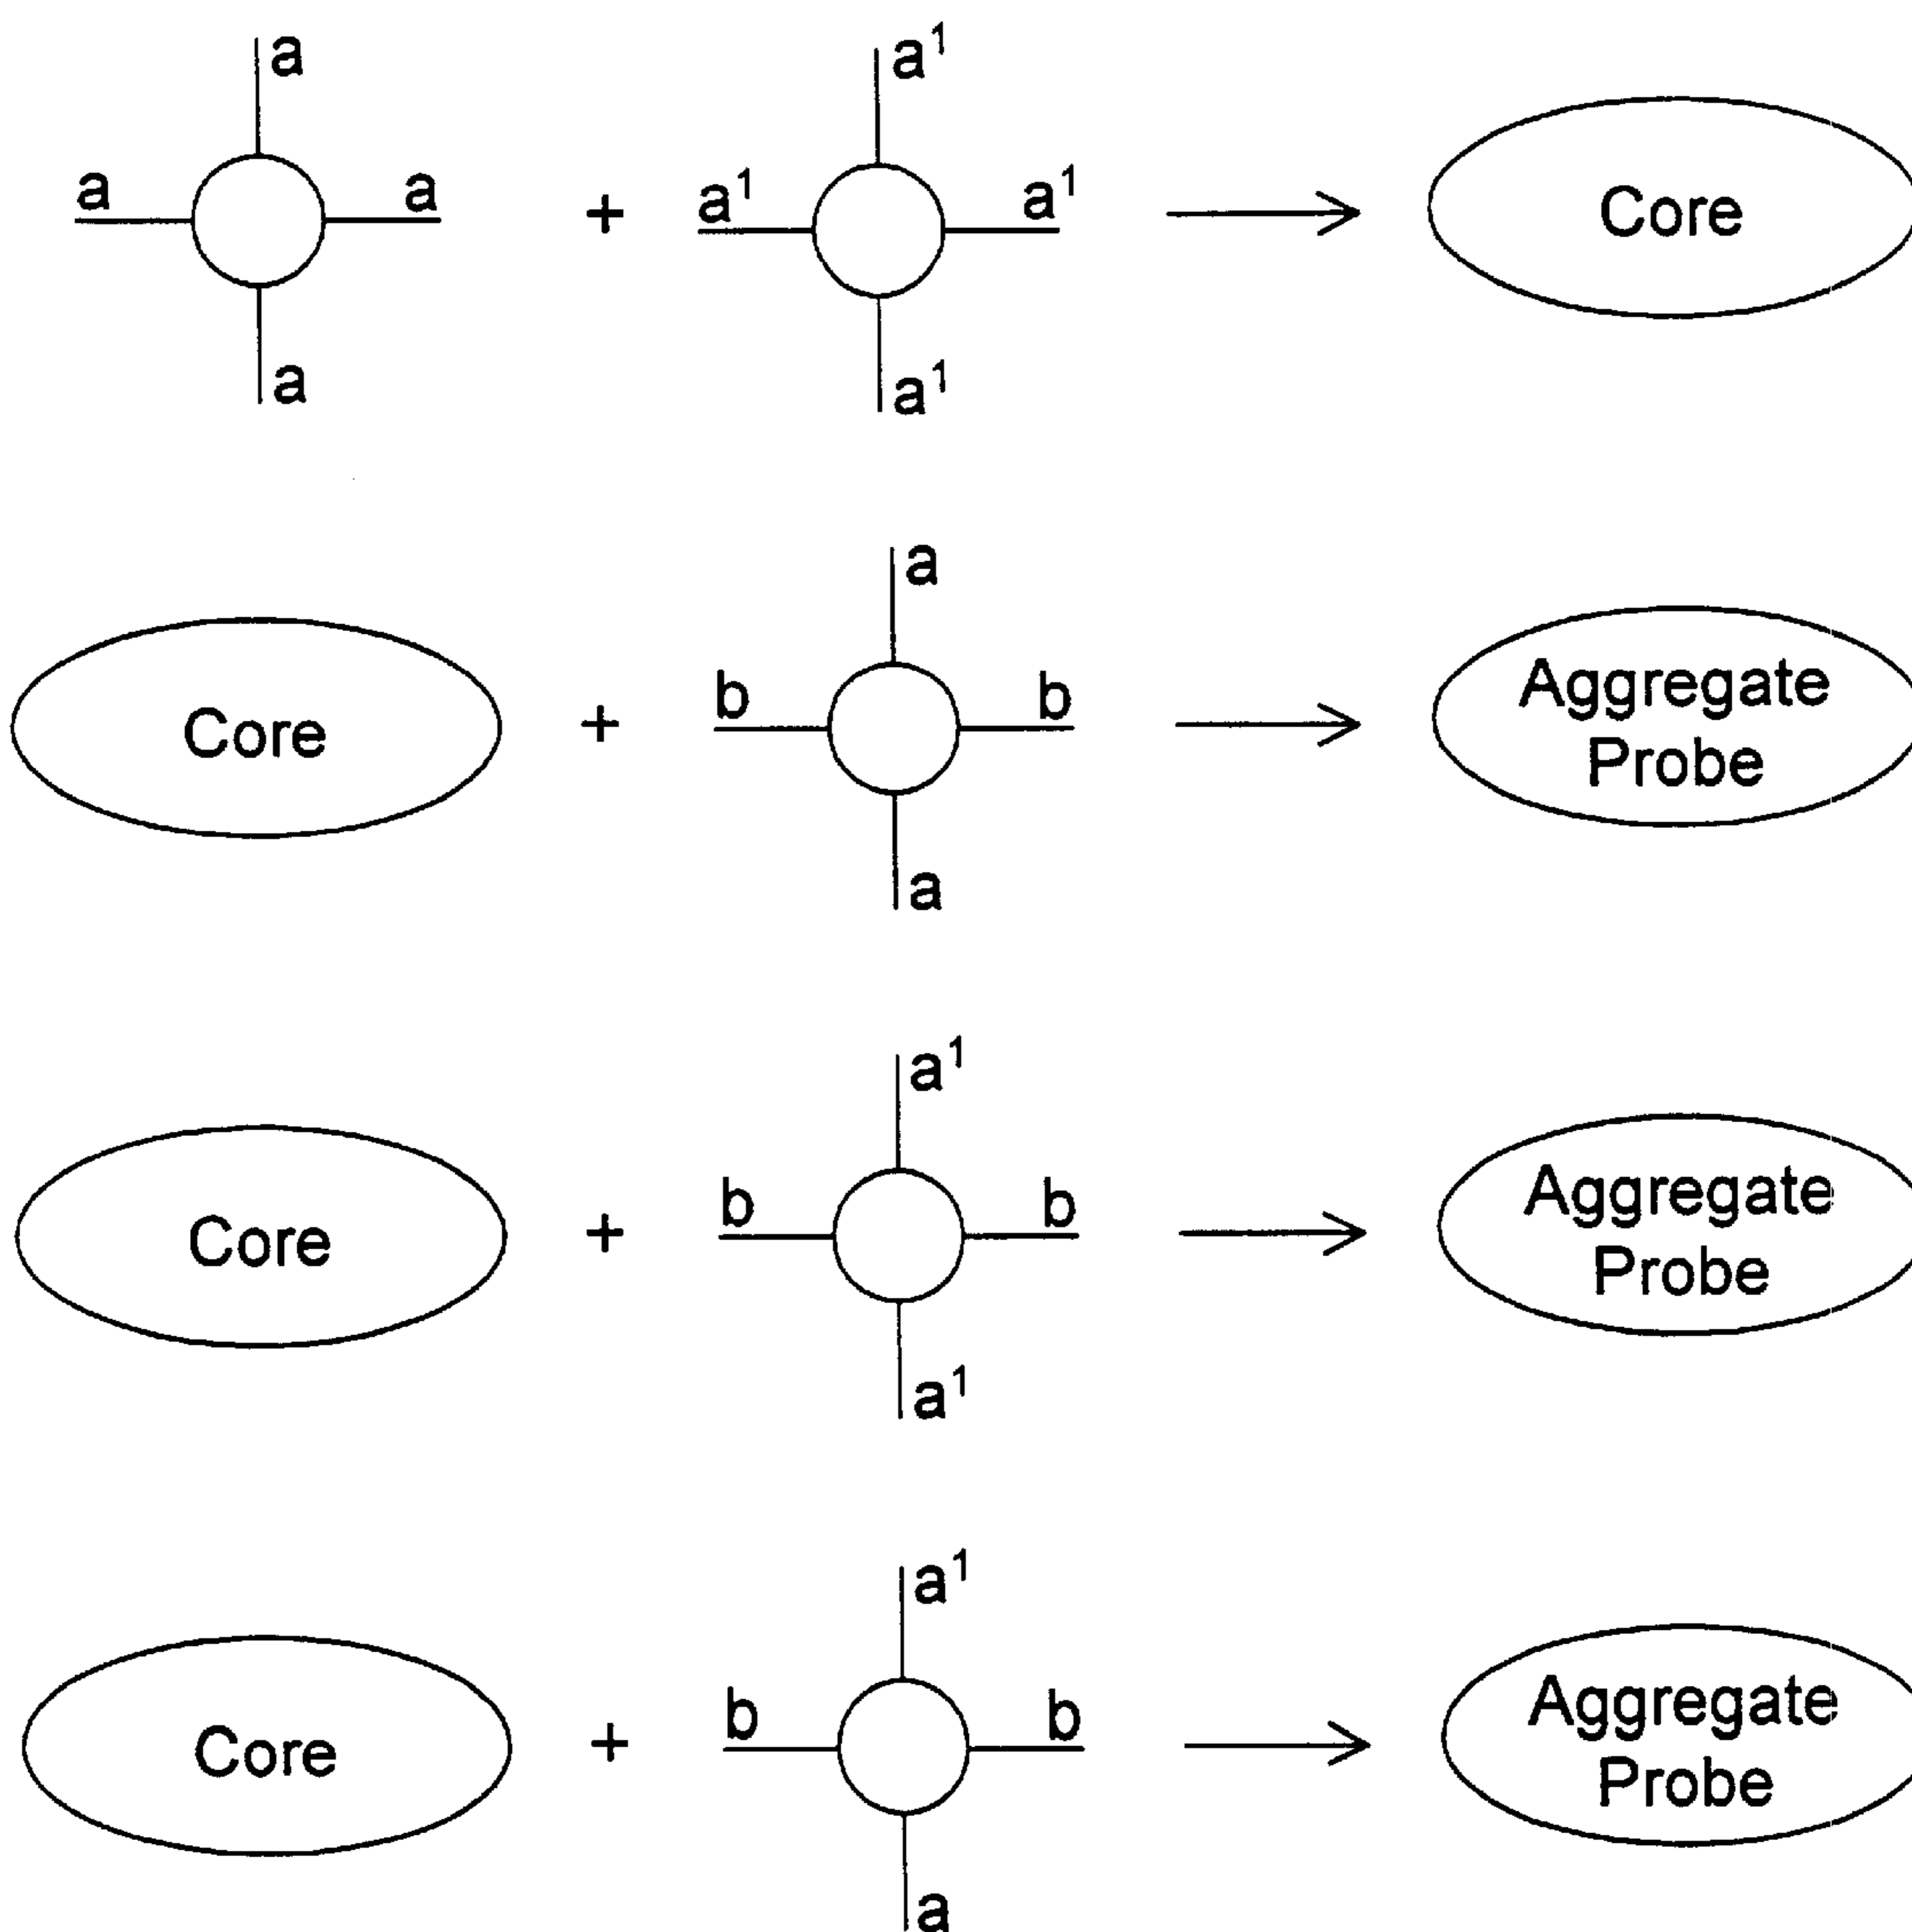 a
a a
a
+
a¹
a¹ a¹
a¹
Core
Core
+
a
b b
a
Aggregate
Probe
Core
+
a¹
b b
a¹
Aggregate
Probe
Core
+
a¹
b b
a
Aggregate
Probe